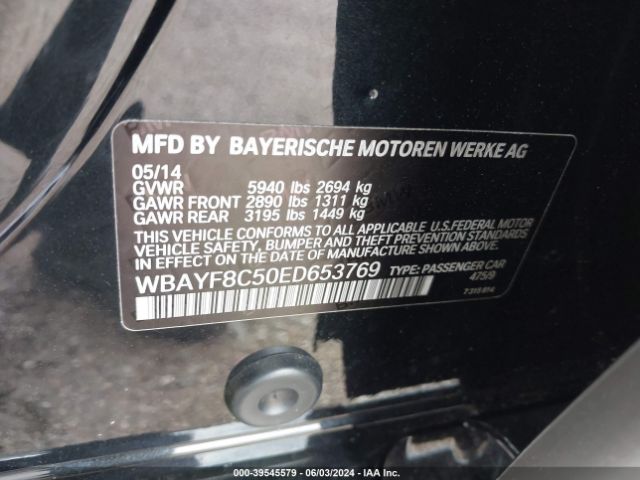 MFD BY BAYERISCHE MOTOREN WERKE AG
05/14
GVWR 5940 lbs 2694 kg
GAWR FRONT 2890 lbs 1311 kg
GAWR REAR 3195 lbs 1449 kg
THIS VEHICLE CONFORMS TO ALL APPLICABLE U.S.FEDERAL MOTOR
VEHICLE SAFETY, BUMPER AND THEFT PREVENTION STANDARDS
IN EFFECT ON THE DATE OF MANUFACTURE SHOWN ABOVE.
WBAYF8C50ED653769 TYPE: PASSENGER CAR
475/9
7315814
000-39545579 - 06/03/2024 - IAA Inc.